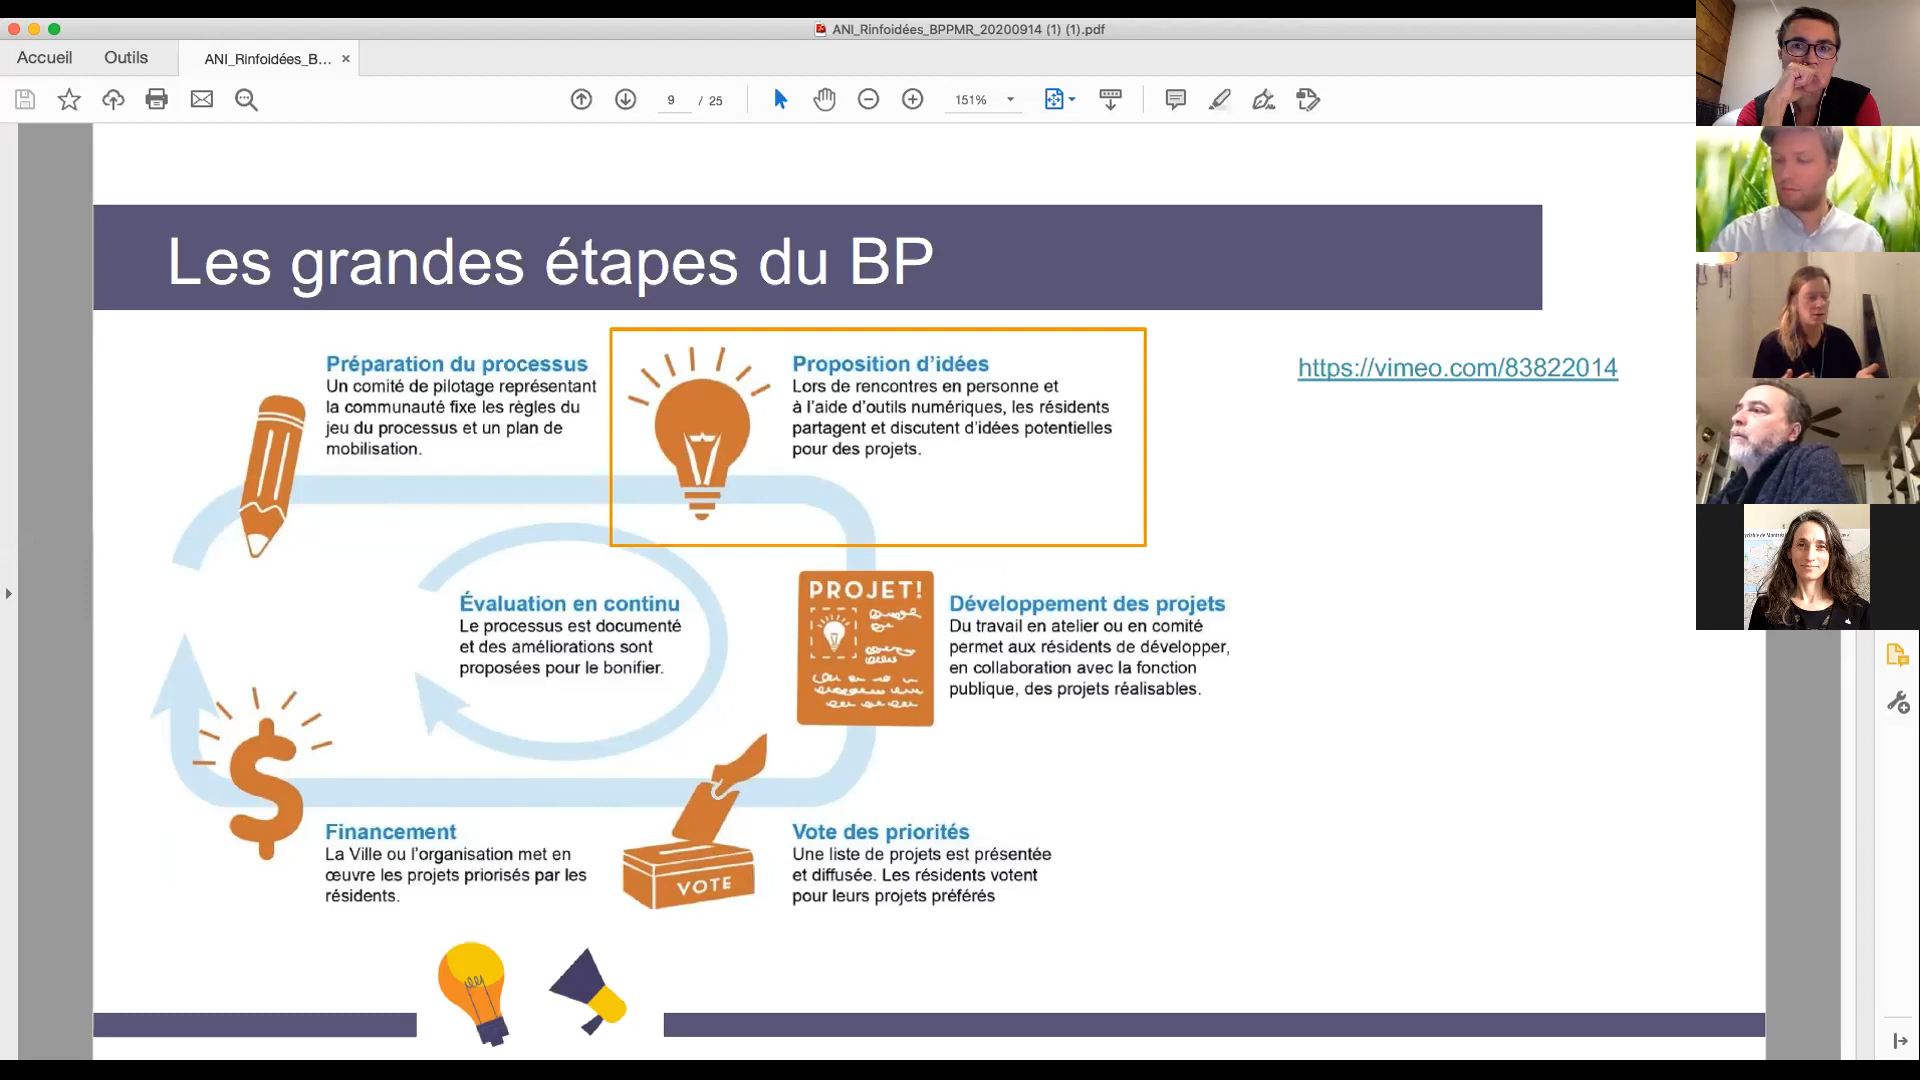 ANI_Rinfoidées_BPPMR_20200914 (1) (1).pdf
Accueil
Outils
ANI_Rinfoidées_B...
9 / 25
151%
Les grandes étapes du BP
Préparation du processus
Un comité de pilotage représentant
la communauté fixe les règles du
jeu du processus et un plan de
mobilisation.
Proposition d'idées
Lors de rencontres en personne et
à l'aide d'outils numériques, les résidents
partagent et discutent d'idées potentielles
pour des projets.
https://vimeo.com/83822014
Évaluation en continu
Le processus est documenté
et des améliorations sont
proposées pour le bonifier.
PROJET!
Développement des projets
Du travail en atelier ou en comité
permet aux résidents de développer,
en collaboration avec la fonction
publique, des projets réalisables.
$
Financement
La Ville ou l'organisation met en
œuvre les projets priorisés par les
résidents.
VOTE
Vote des priorités
Une liste de projets est présentée
et diffusée. Les résidents votent
pour leurs projets préférés